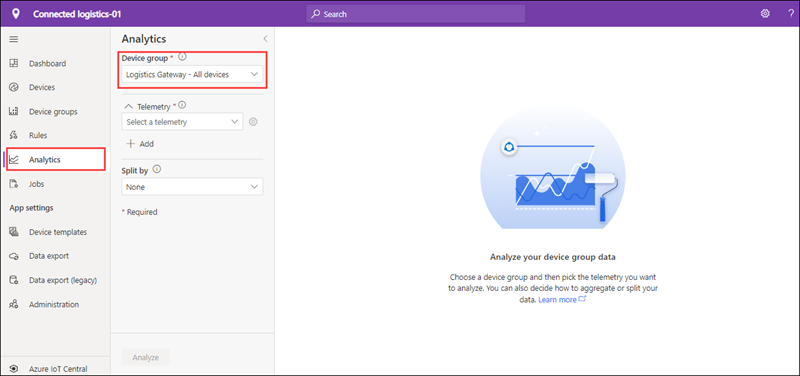 Connected logistics-01
Search
?
Dashboard
Devices
Device groups
Rules
Analytics
Jobs
App settings
Device templates
Data export
Data export (legacy)
Administration
Azure IoT Central
Analytics
Device group *
Logistics Gateway - All devices
Telemetry *
Select a telemetry
+ Add
Split by
None
* Required
Analyze
Analyze your device group data
Choose a device group and then pick the telemetry you want
to analyze. You can also decide how to aggregate or split your
data. Learn more